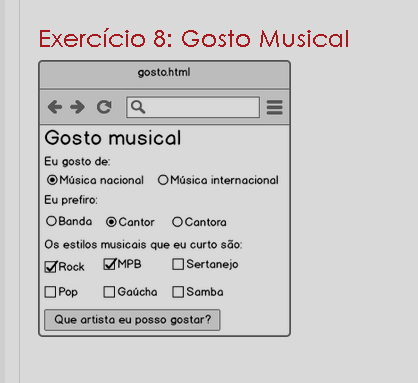 Exercício 8: Gosto Musical
gosto.html
Gosto musical
Eu gosto de:
Música nacional Música internacional
Eu prefiro:
Banda Cantor Cantora
Os estilos musicais que eu curto são:
Rock MPB Sertanejo
Pop Gaúcha Samba
Que artista eu posso gostar?